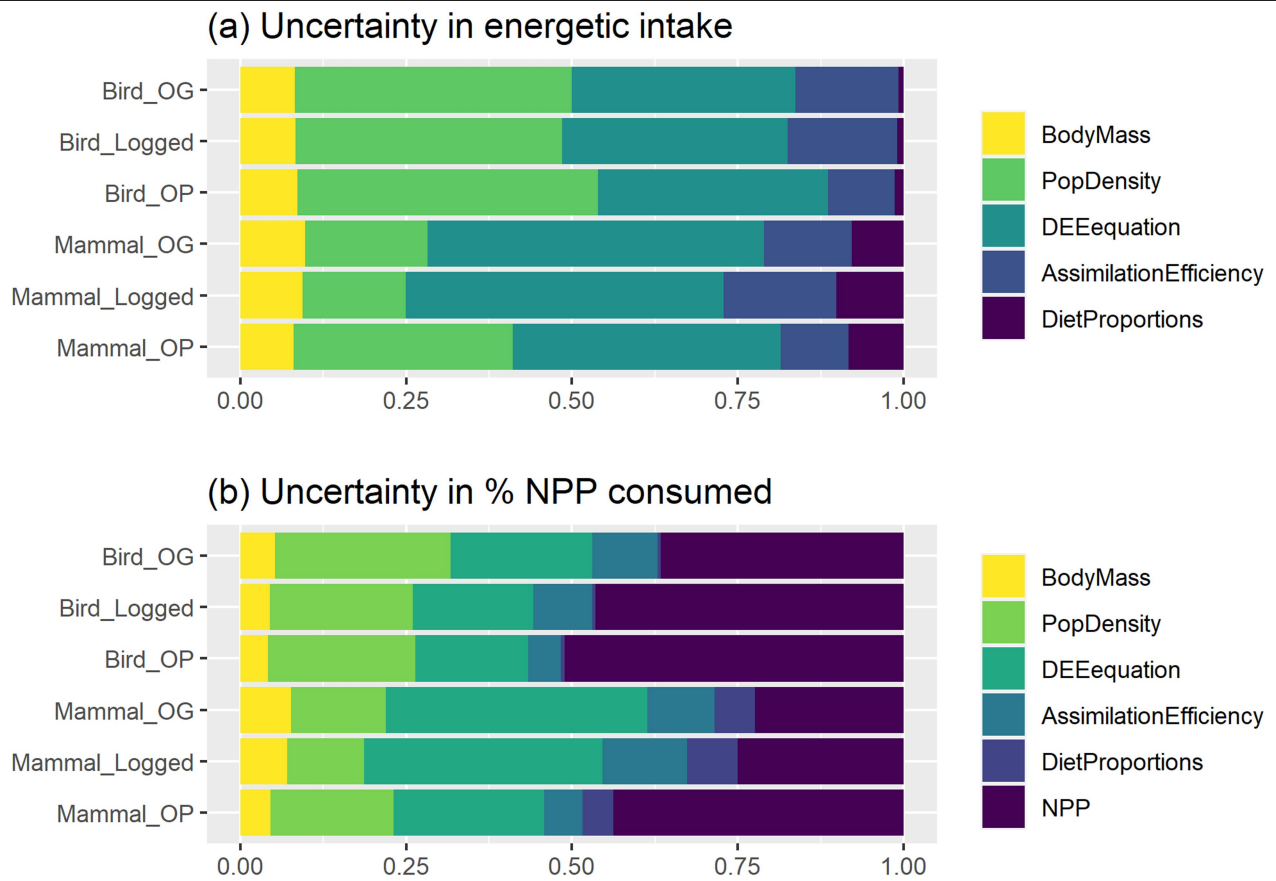 (a) Uncertainty in energetic intake
Bird_OG
Bird_Logged
Bird_OP
Mammal_OG
Mammal_Logged
Mammal_OP
0.00 0.25 0.50 0.75 1.00
BodyMass
PopDensity
DEEequation
AssimilationEfficiency
DietProportions
(b) Uncertainty in % NPP consumed
Bird_OG
Bird_Logged
Bird_OP
Mammal_OG
Mammal_Logged
Mammal_OP
0.00 0.25 0.50 0.75 1.00
BodyMass
PopDensity
DEEequation
AssimilationEfficiency
DietProportions
NPP